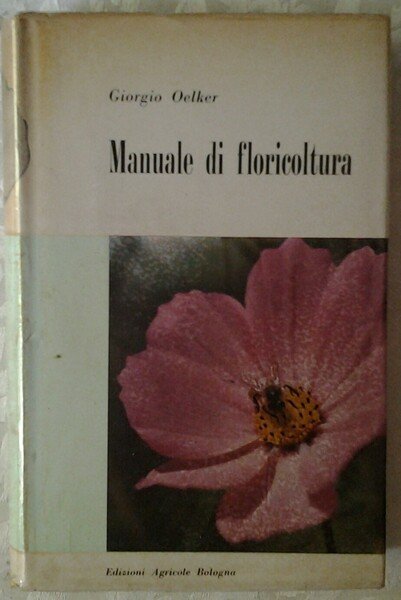 Giorgio Oelker
Manuale di floricoltura
Edizioni Agricole Bologna